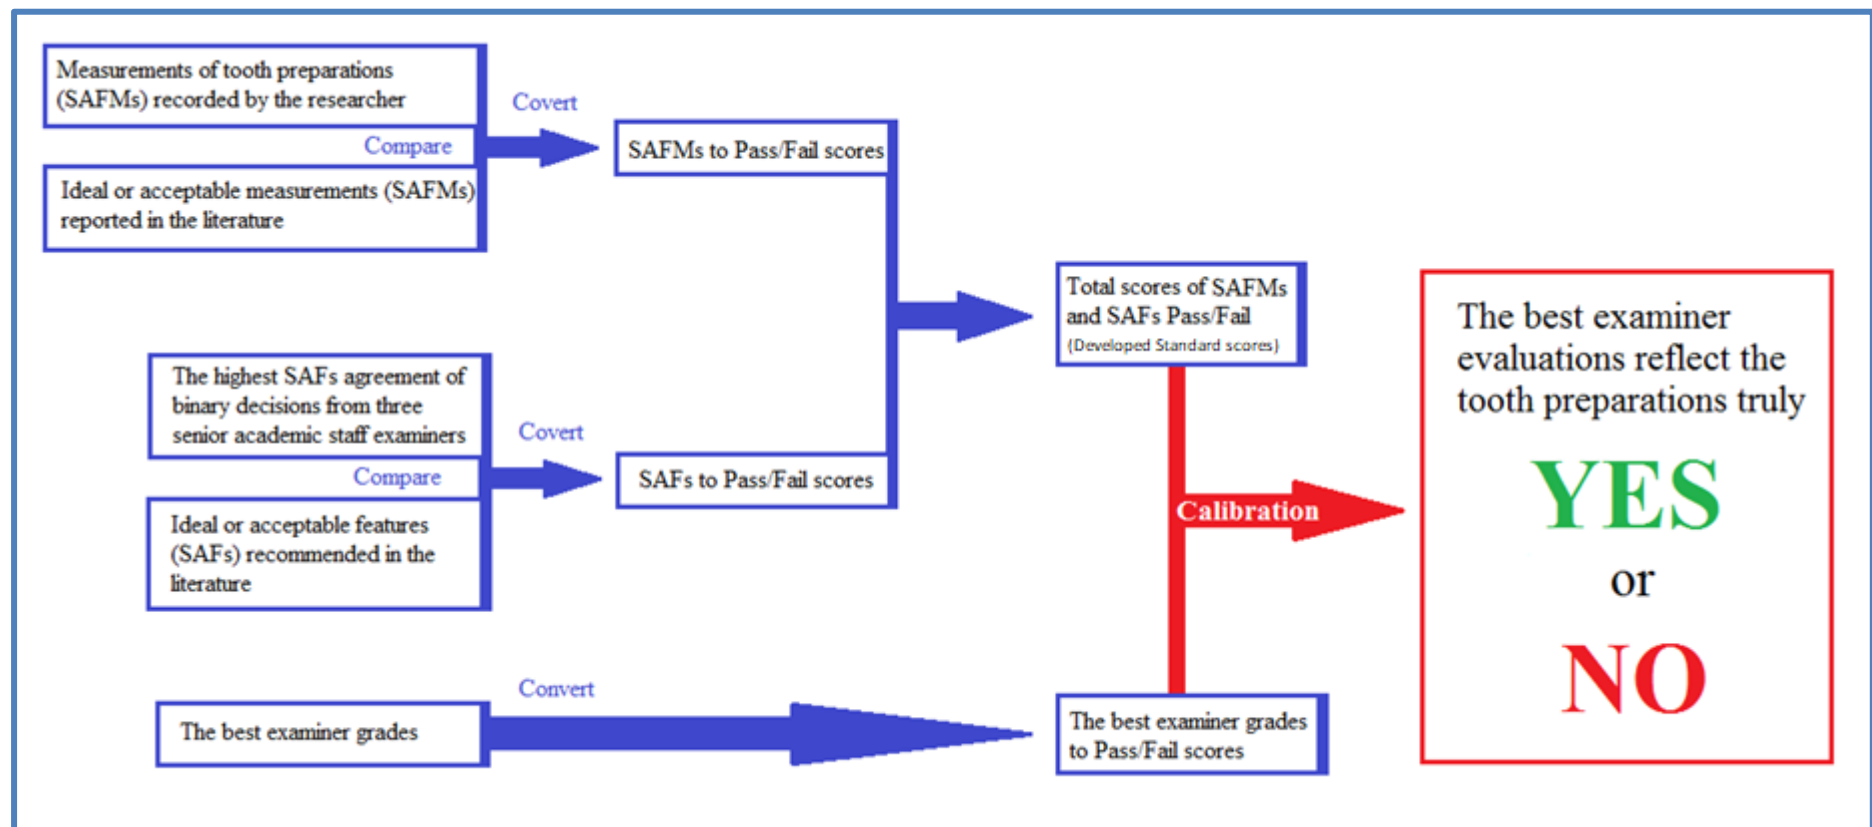 Measurements of tooth preparations
(SAFMs) recorded by the researcher
Compare
Ideal or acceptable measurements (SAFMs)
reported in the literature
Covert
SAFMs to Pass/Fail scores
The highest SAFs agreement of
binary decisions from three
senior academic staff examiners
Compare
Ideal or acceptable features
(SAFs) recommended in the
literature
Covert
SAFs to Pass/Fail scores
Total scores of SAFMs
and SAFs Pass/Fail
(Developed Standard scores)
The best examiner grades
Convert
The best examiner grades
to Pass/Fail scores
Calibration
The best examiner
evaluations reflect the
tooth preparations truly
YES
or
NO